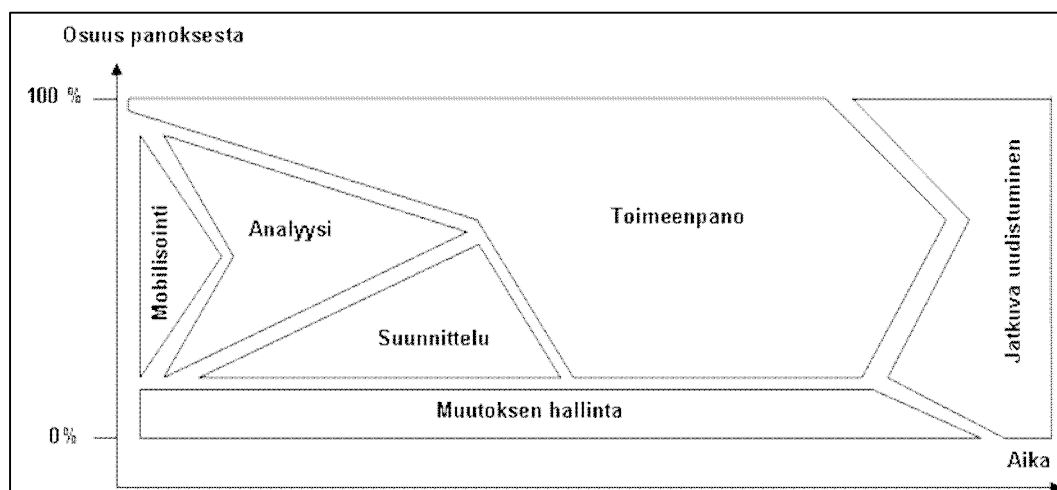 Osuus panoksesta
100 %
Mobilisointi
Analyysi
Toimeenpano
Jatkuva uudistuminen
Suunnittelu
Muutoksen hallinta
0 %
Aika